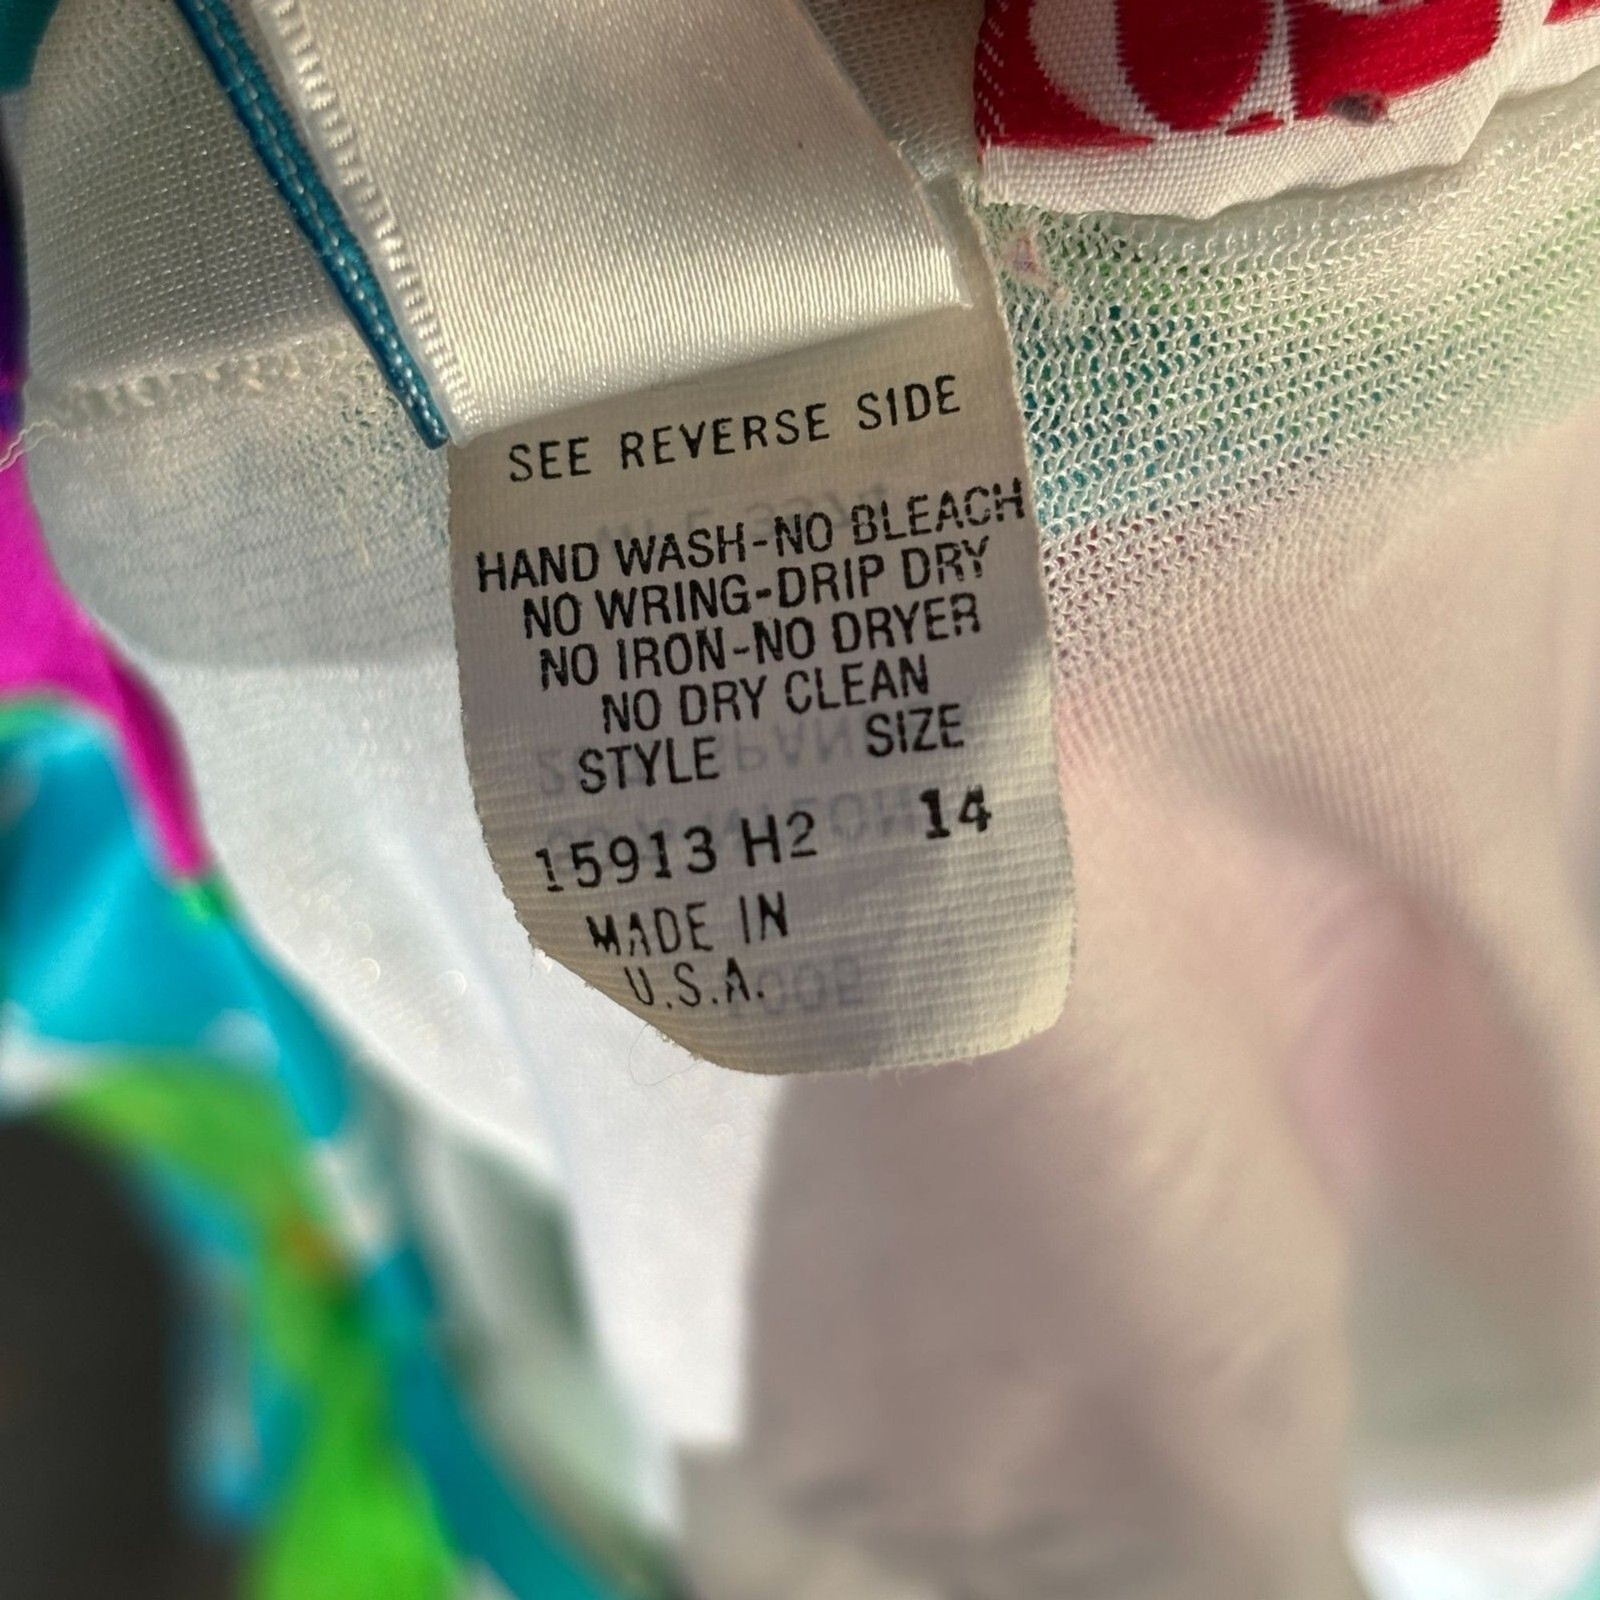 SEE REVERSE SIDE
HAND WASH-NO BLEACH
NO WRING-DRIP DRY
NO IRON-NO DRYER
NO DRY CLEAN
STYLE SIZE
15913 H2 14
MADE IN
U.S.A.